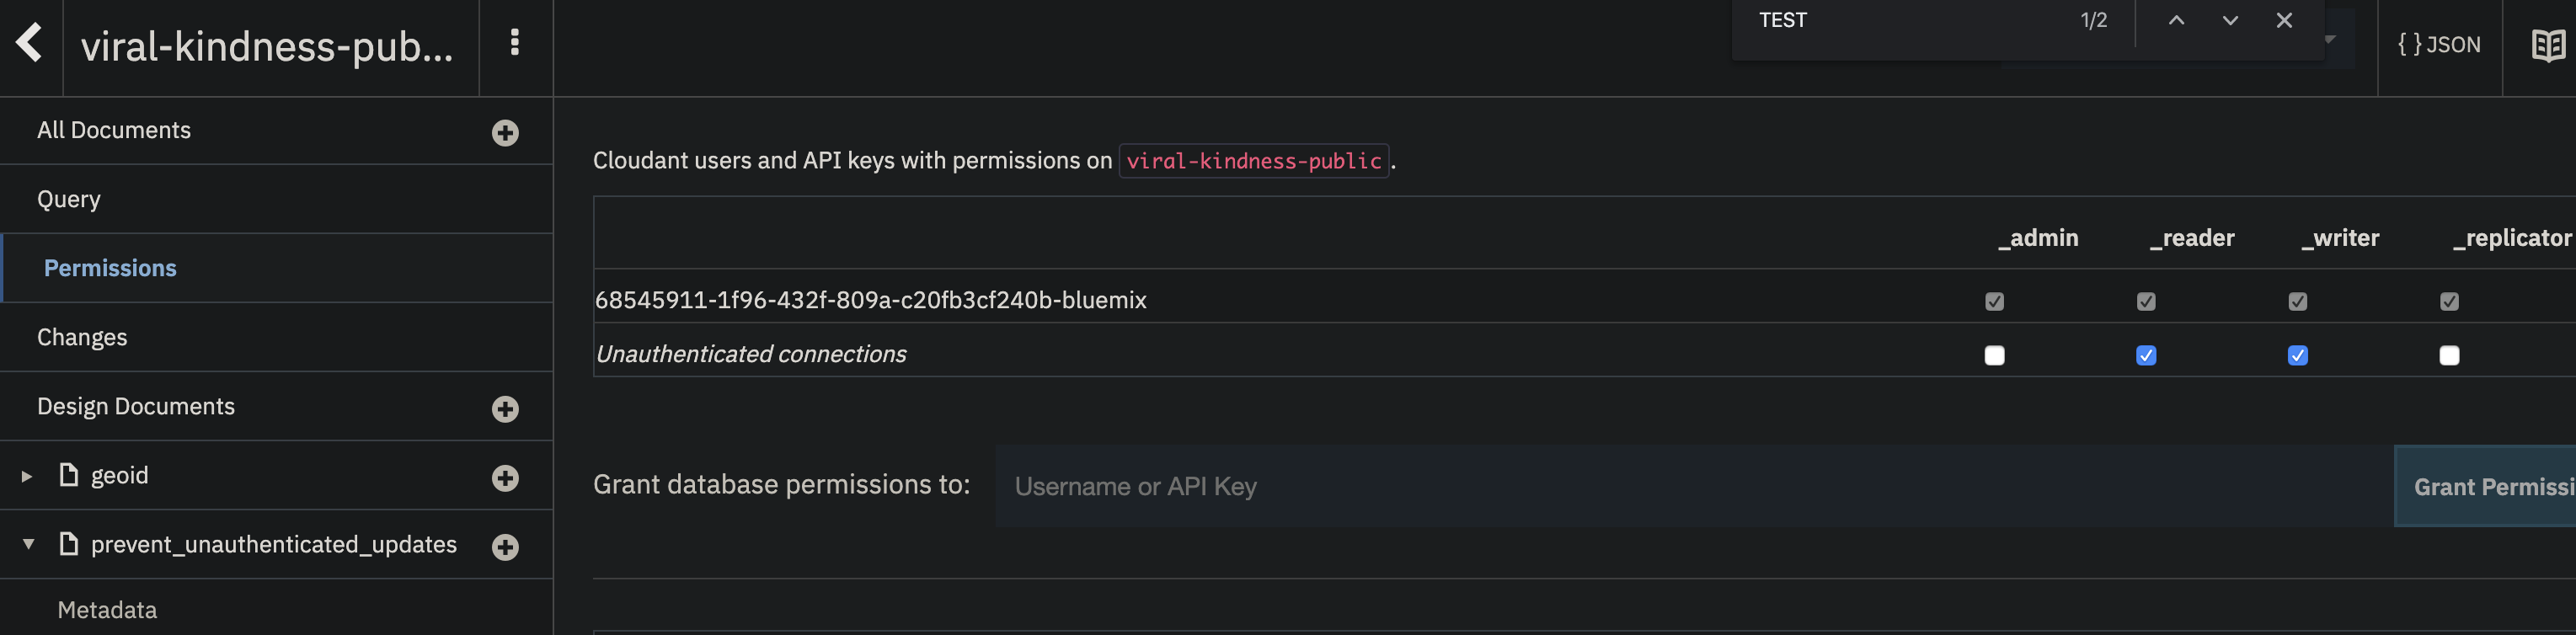 viral-kindness-pub...
TEST 1/2
{ } JSON
All Documents
Query
Permissions
Changes
Design Documents
geoid
prevent_unauthenticated_updates
Metadata
Cloudant users and API keys with permissions on viral-kindness-public.
_admin _reader _writer _replicator
68545911-1f96-432f-809a-c20fb3cf240b-bluemix
Unauthenticated connections
Grant database permissions to: Username or API Key Grant Permissi